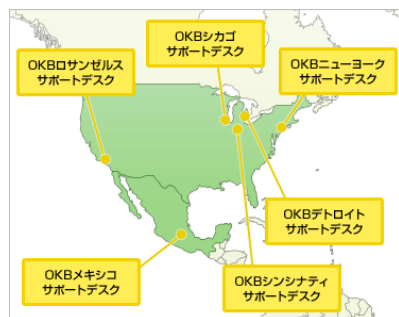 OKBシカゴ
サポートデスク
OKBロサンゼルス
サポートデスク
OKBニューヨーク
サポートデスク
OKBデトロイト
サポートデスク
OKBメキシコ
サポートデスク
OKBシンシナティ
サポートデスク